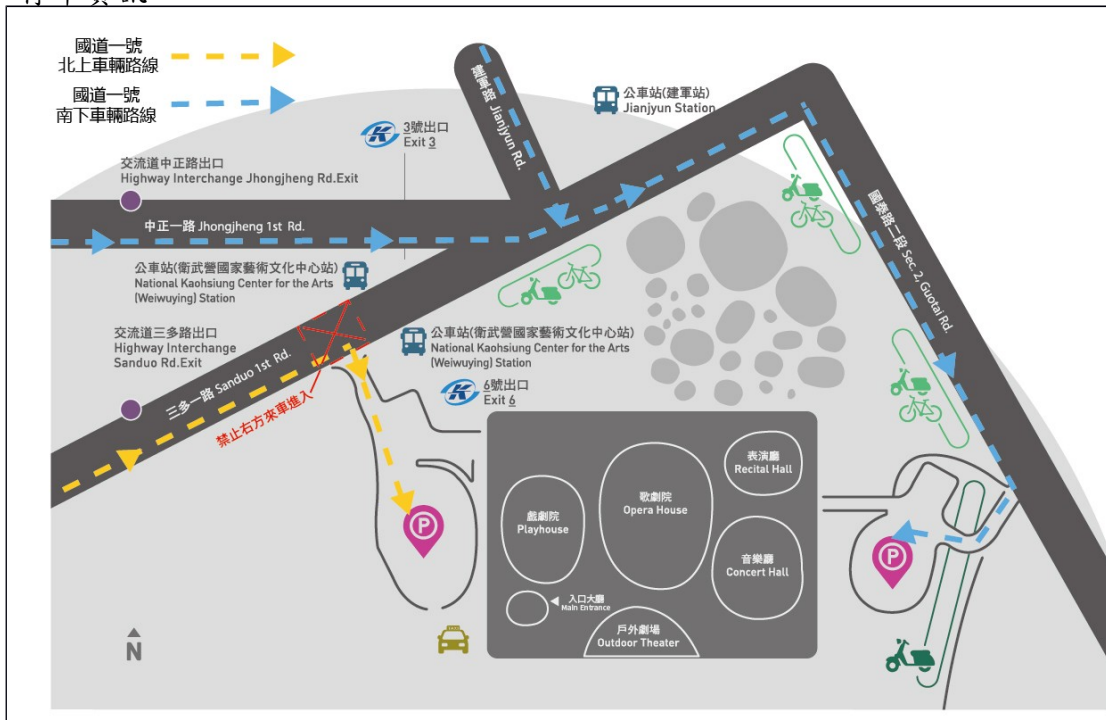 國道一號
北上車輛路線
國道一號
南下車輛路線
建軍路 Jianjyun Rd.
公車站(建軍站)
Jianjyun Station
3號出口
Exit 3
交流道中正路出口
Highway Interchange Jhongjheng Rd.Exit
中正一路 Jhongjheng 1st Rd.
國泰路二段 Sec. 2, Guotai Rd.
公車站(衛武營國家藝術文化中心站)
National Kaohsiung Center for the Arts
(Weiwuying) Station
交流道三多路出口
Highway Interchange
Sanduo Rd.Exit
三多一路 Sanduo 1st Rd.
禁止右方來車進入
公車站(衛武營國家藝術文化中心站)
National Kaohsiung Center for the Arts
(Weiwuying) Station
6號出口
Exit 6
表演廳
Recital Hall
歌劇院
Opera House
戲劇院
Playhouse
音樂廳
Concert Hall
入口大廳
Main Entrance
戶外劇場
Outdoor Theater
P
P
N